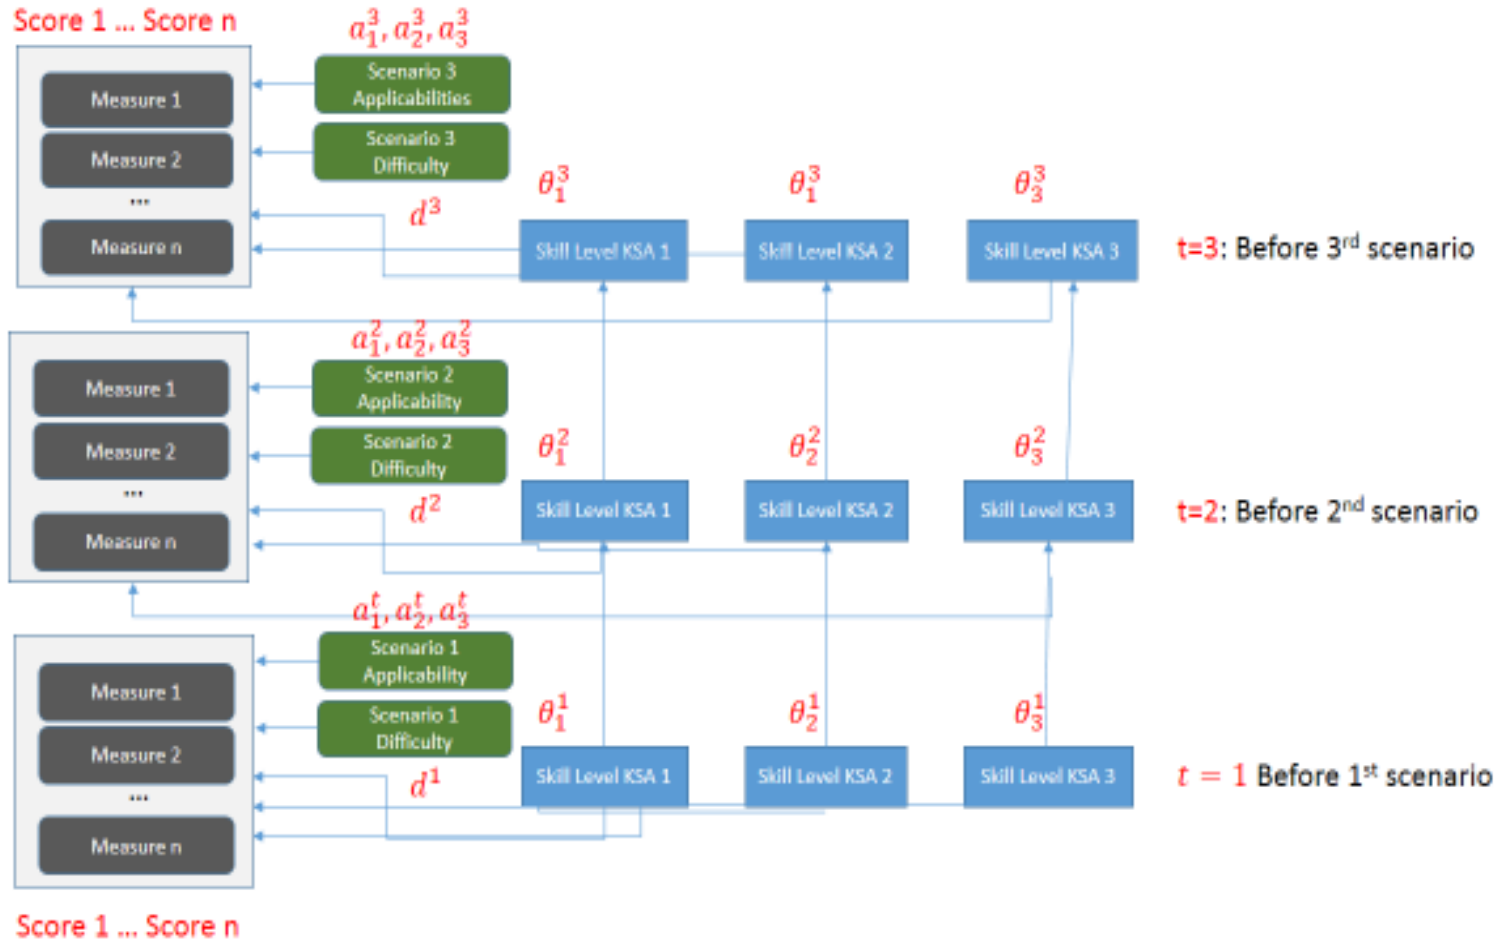 Score 1 ... Score n
a₁³, a₂³, a₃³
Scenario 3
Applicabilities
Measure 1
Scenario 3
Difficulty
Measure 2
...
Measure n
d³
θ₁³
θ₁³
θ₃³
Skill Level KSA 1
Skill Level KSA 2
Skill Level KSA 3
t=3: Before 3rd scenario
a₁², a₂², a₃²
Scenario 2
Applicability
Measure 1
Scenario 2
Difficulty
Measure 2
...
Measure n
d²
θ₁²
θ₂²
θ₃²
Skill Level KSA 1
Skill Level KSA 2
Skill Level KSA 3
t=2: Before 2nd scenario
a₁ᵗ, a₂ᵗ, a₃ᵗ
Scenario 1
Applicability
Measure 1
Scenario 1
Difficulty
Measure 2
...
Measure n
d¹
θ₁¹
θ₂¹
θ₃¹
Skill Level KSA 1
Skill Level KSA 2
Skill Level KSA 3
t = 1 Before 1st scenario
Score 1 ... Score n